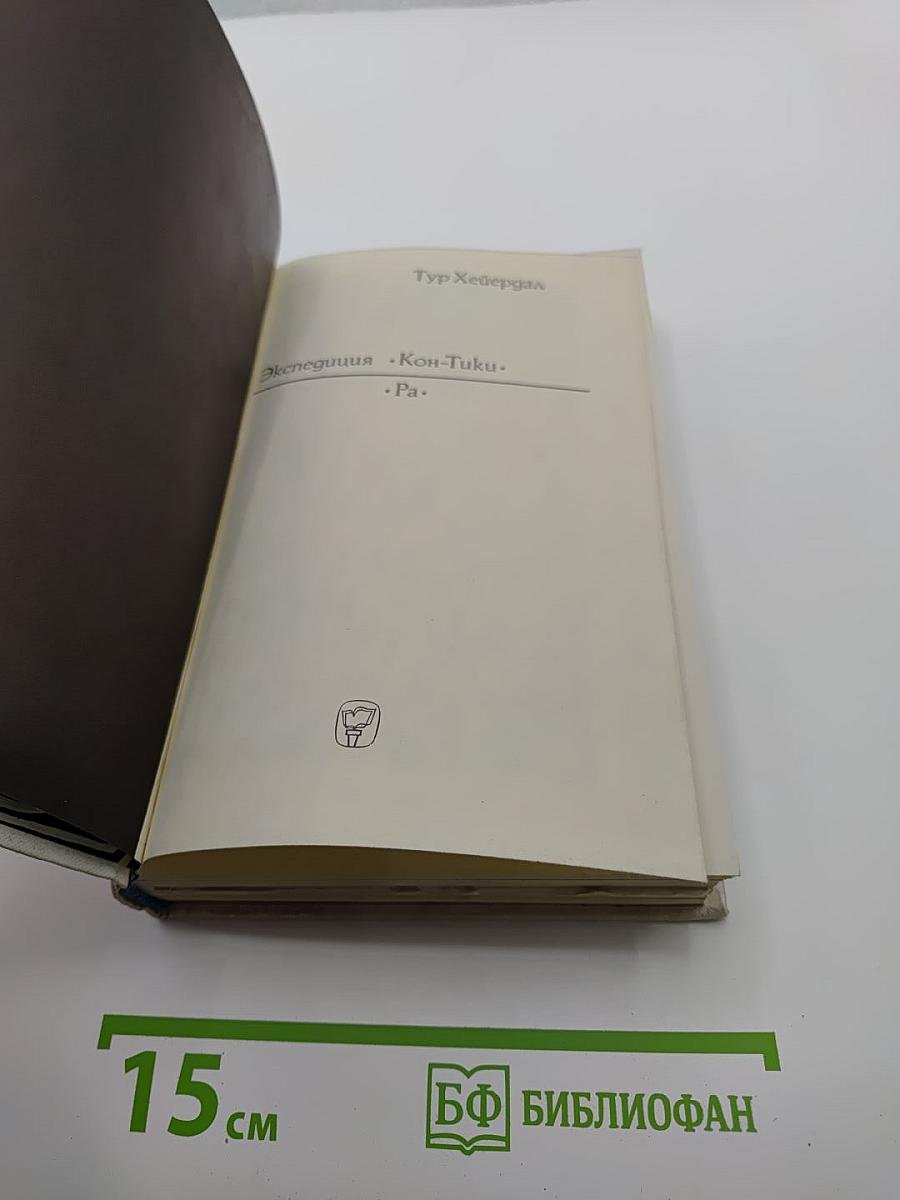 Тур Хейердал
Экспедиция •Кон-Тики•
•Ра•
15 см
БФ БИБЛИОФАН